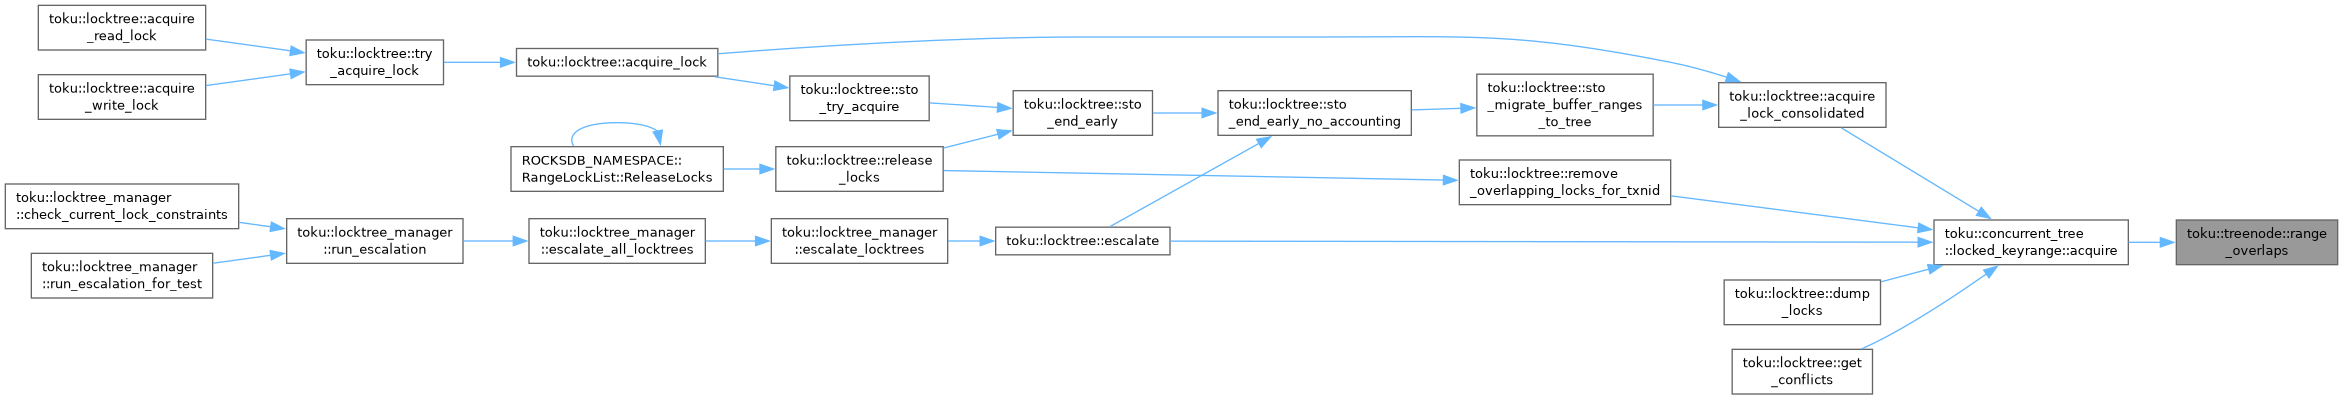 toku::locktree::acquire
_read_lock
toku::locktree::acquire
_write_lock
toku::locktree::try
_acquire_lock
toku::locktree::acquire_lock
toku::locktree::sto
_try_acquire
toku::locktree::sto
_end_early
toku::locktree::sto
_end_early_no_accounting
toku::locktree::sto
_migrate_buffer_ranges
_to_tree
toku::locktree::acquire
_lock_consolidated
ROCKSDB_NAMESPACE::
RangeLockList::ReleaseLocks
toku::locktree::release
_locks
toku::locktree::remove
_overlapping_locks_for_txnid
toku::locktree_manager
::check_current_lock_constraints
toku::locktree_manager
::run_escalation_for_test
toku::locktree_manager
::run_escalation
toku::locktree_manager
::escalate_all_locktrees
toku::locktree_manager
::escalate_locktrees
toku::locktree::escalate
toku::concurrent_tree
::locked_keyrange::acquire
toku::treenode::range
_overlaps
toku::locktree::dump
_locks
toku::locktree::get
_conflicts